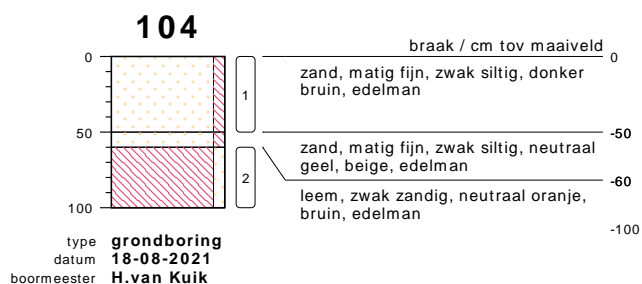 104
braak / cm tov maaiveld
0
0
zand, matig fijn, zwak siltig, donker
bruin, edelman
1
50
-50
zand, matig fijn, zwak siltig, neutraal
geel, beige, edelman
-60
2
leem, zwak zandig, neutraal oranje,
bruin, edelman
100
-100
type grondboring
datum 18-08-2021
boormeester H.van Kuik